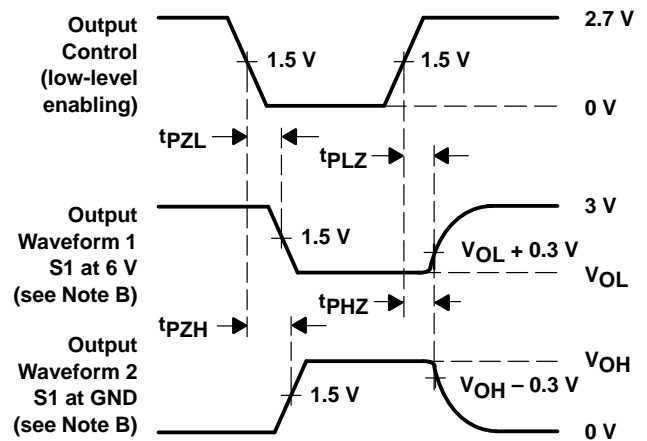 Output
Control
(low-level
enabling)
2.7 V
1.5 V
1.5 V
0 V
tPZL
tPLZ
Output
Waveform 1
S1 at 6 V
(see Note B)
3 V
1.5 V
VOL + 0.3 V
VOL
tPHZ
tPZH
Output
Waveform 2
S1 at GND
(see Note B)
VOH
1.5 V
VOH − 0.3 V
0 V